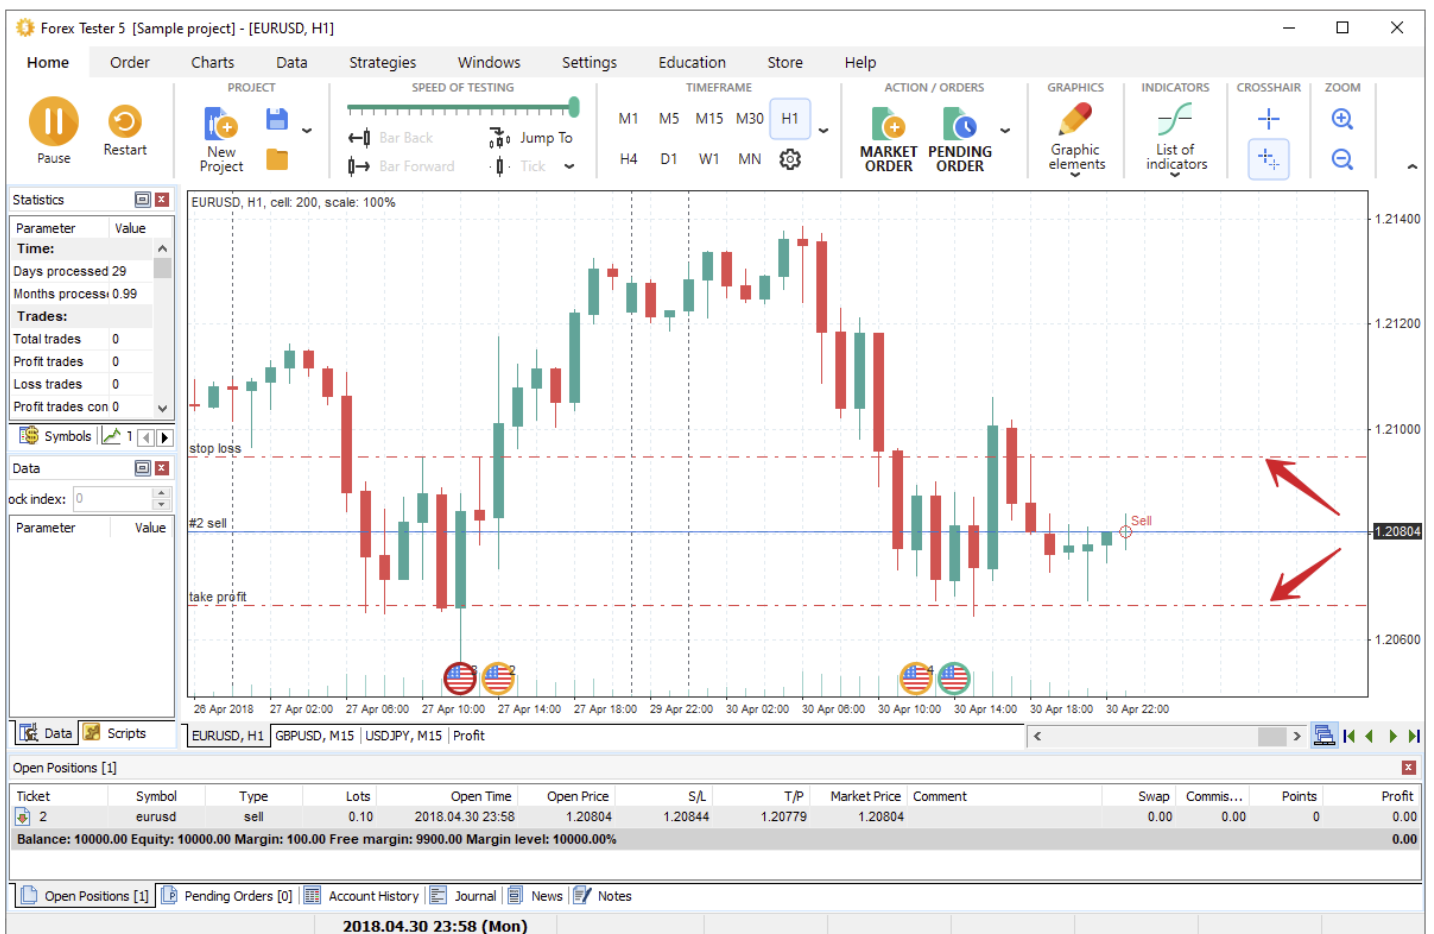 Forex Tester 5 [Sample project] - [EURUSD, H1]
Home Order Charts Data Strategies Windows Settings Education Store Help
PROJECT SPEED OF TESTING TIMEFRAME ACTION / ORDERS GRAPHICS INDICATORS CROSSHAIR ZOOM
Pause
Restart
New
Project
Bar Back
Jump To
Bar Forward
Tick
M1 M5 M15 M30 H1
H4 D1 W1 MN
MARKET
ORDER
PENDING
ORDER
Graphic
elements
List of
indicators
Statistics
Parameter Value
Time:
Days processed 29
Months process 0.99
Trades:
Total trades 0
Profit trades 0
Loss trades 0
Profit trades con 0
Symbols 1
Data
ock index: 0
Parameter Value
Data Scripts
EURUSD, H1, cell: 200, scale: 100%
stop loss
#2 sell
take profit
Sell
1.21400
1.21200
1.21000
1.20804
1.20600
2
4
26 Apr 2018 27 Apr 02:00 27 Apr 06:00 27 Apr 10:00 27 Apr 14:00 27 Apr 18:00 29 Apr 22:00 30 Apr 02:00 30 Apr 06:00 30 Apr 10:00 30 Apr 14:00 30 Apr 18:00 30 Apr 22:00
EURUSD, H1 GBPUSD, M15 USDJPY, M15 Profit
Open Positions [1]
Ticket Symbol Type Lots Open Time Open Price S/L T/P Market Price Comment Swap Commis... Points Profit
2 eurusd sell 0.10 2018.04.30 23:58 1.20804 1.20844 1.20779 1.20804 0.00 0.00 0 0.00
Balance: 10000.00 Equity: 10000.00 Margin: 100.00 Free margin: 9900.00 Margin level: 10000.00% 0.00
Open Positions [1] Pending Orders [0] Account History Journal News Notes
2018.04.30 23:58 (Mon)